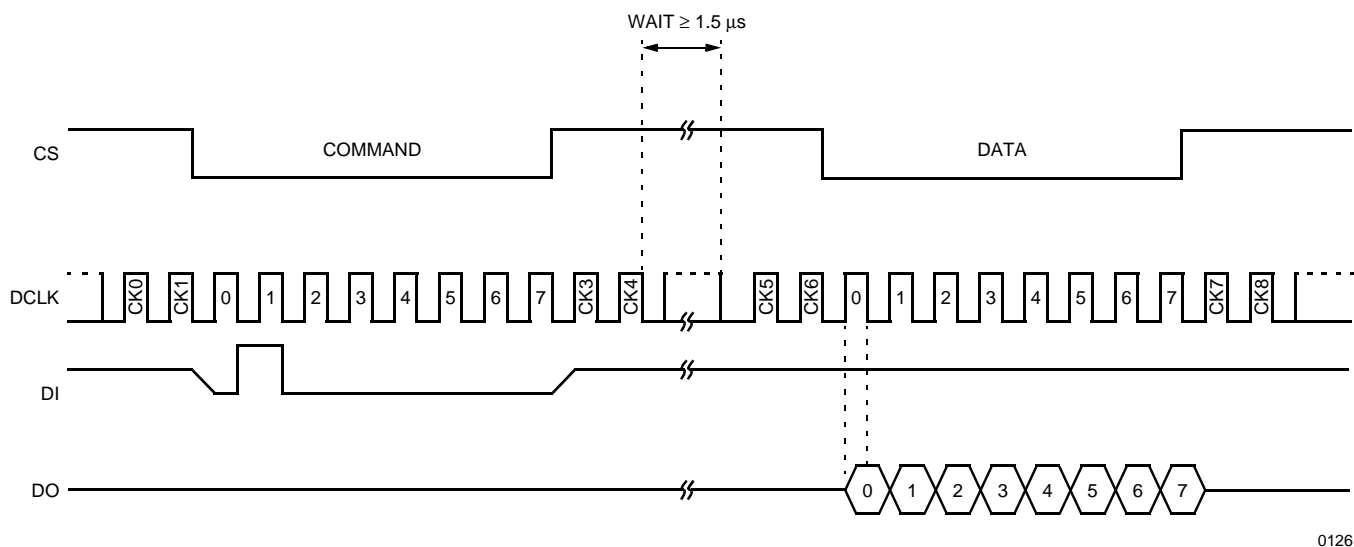 WAIT ≥ 1.5 µs
CS COMMAND DATA
DCLK CK0 CK1 0 1 2 3 4 5 6 7 CK3 CK4 CK5 CK6 0 1 2 3 4 5 6 7 CK7 CK8
DI
DO 0 1 2 3 4 5 6 7
0126